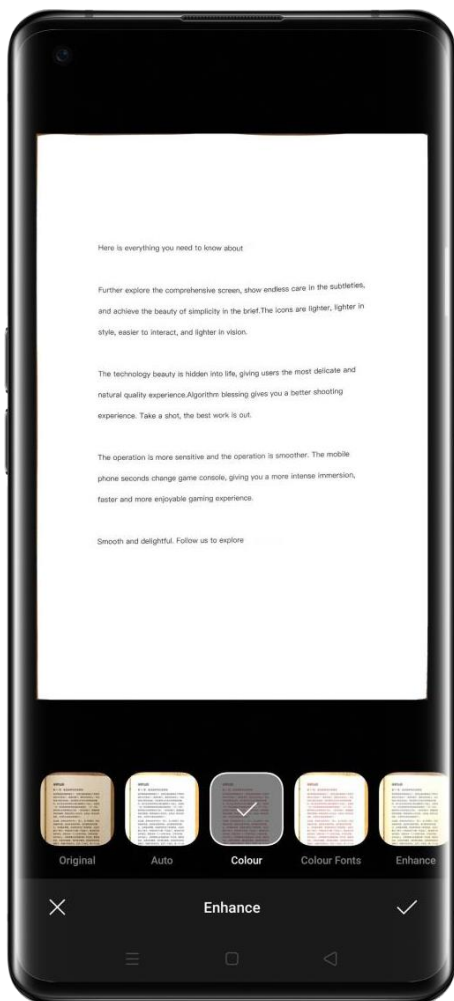 Here is everything you need to know about
Further explore the comprehensive screen, show endless care in the subtleties,
and achieve the beauty of simplicity in the brief.The icons are lighter, lighter in
style, easier to interact, and lighter in vision.
The technology beauty is hidden into life, giving users the most delicate and
natural quality experience.Algorithm blessing gives you a better shooting
experience. Take a shot, the best work is out.
The operation is more sensitive and the operation is smoother. The mobile
phone seconds change game console, giving you a more intense immersion,
faster and more enjoyable gaming experience.
Smooth and delightful. Follow us to explore
Original Auto Colour Colour Fonts Enhance
Enhance